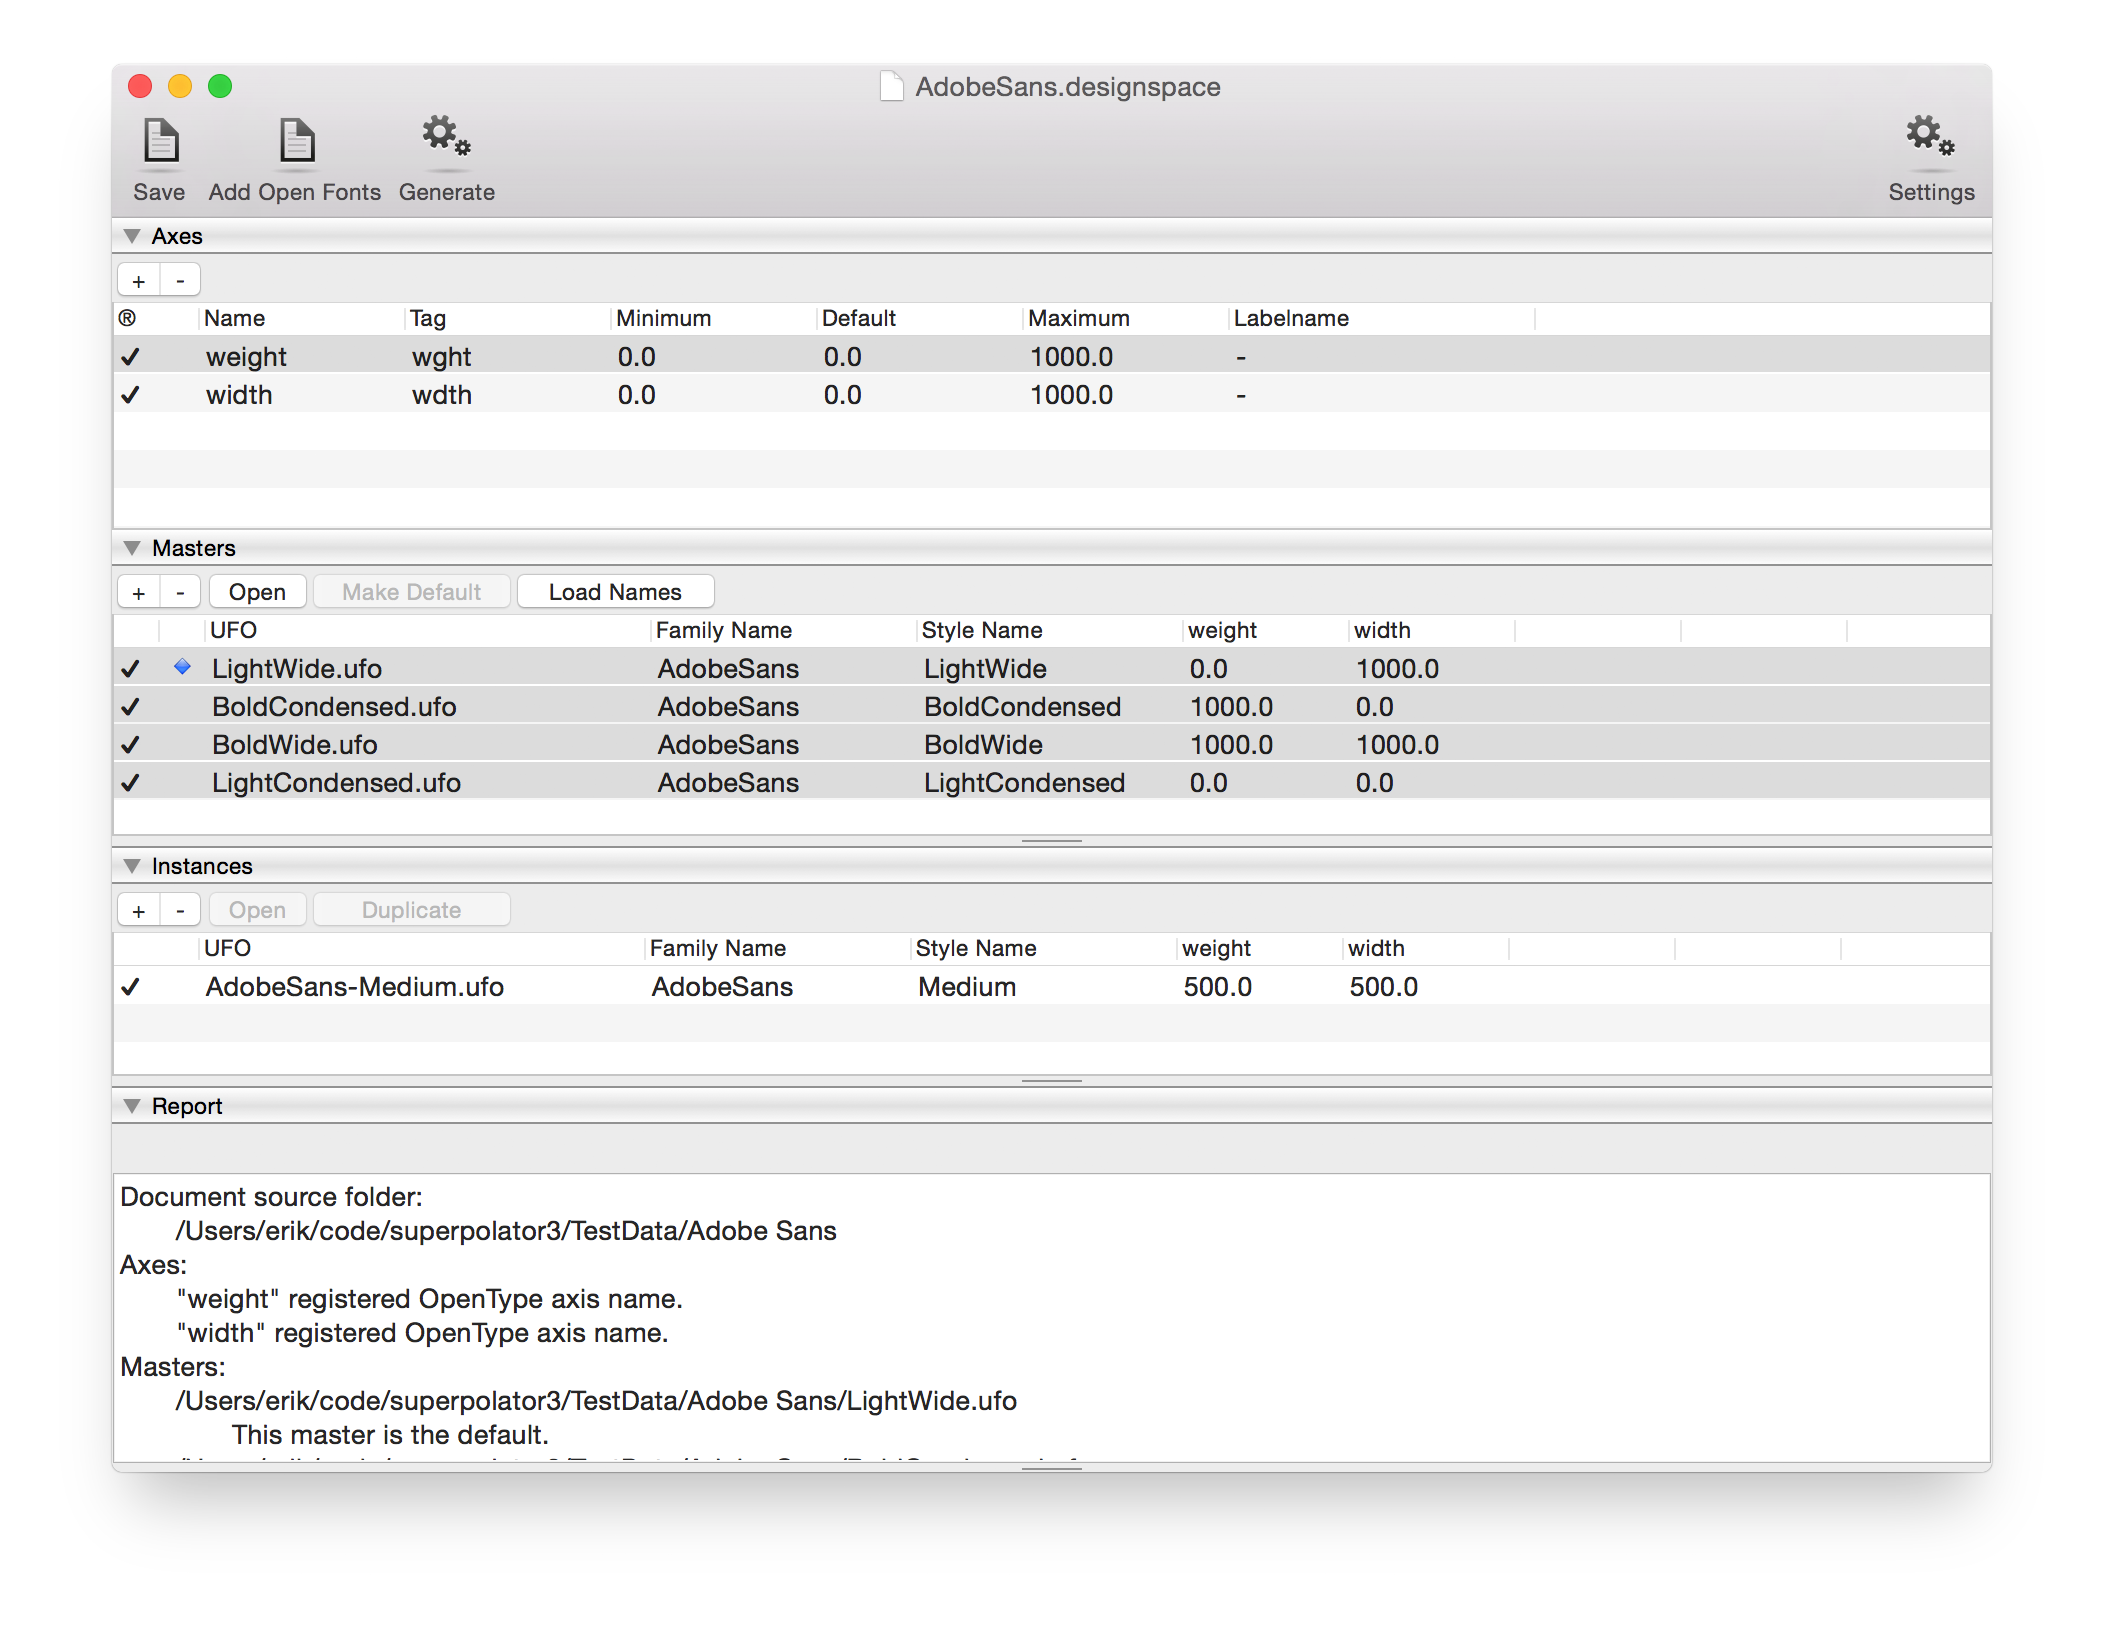 AdobeSans.designspace
Save Add Open Fonts Generate Settings
Axes
+ -
® Name Tag Minimum Default Maximum Labelname
✓ weight wght 0.0 0.0 1000.0 -
✓ width wdth 0.0 0.0 1000.0 -
Masters
+ - Open Make Default Load Names
UFO Family Name Style Name weight width
✓ LightWide.ufo AdobeSans LightWide 0.0 1000.0
✓ BoldCondensed.ufo AdobeSans BoldCondensed 1000.0 0.0
✓ BoldWide.ufo AdobeSans BoldWide 1000.0 1000.0
✓ LightCondensed.ufo AdobeSans LightCondensed 0.0 0.0
Instances
+ - Open Duplicate
UFO Family Name Style Name weight width
✓ AdobeSans-Medium.ufo AdobeSans Medium 500.0 500.0
Report
Document source folder:
/Users/erik/code/superpolator3/TestData/Adobe Sans
Axes:
"weight" registered OpenType axis name.
"width" registered OpenType axis name.
Masters:
/Users/erik/code/superpolator3/TestData/Adobe Sans/LightWide.ufo
This master is the default.